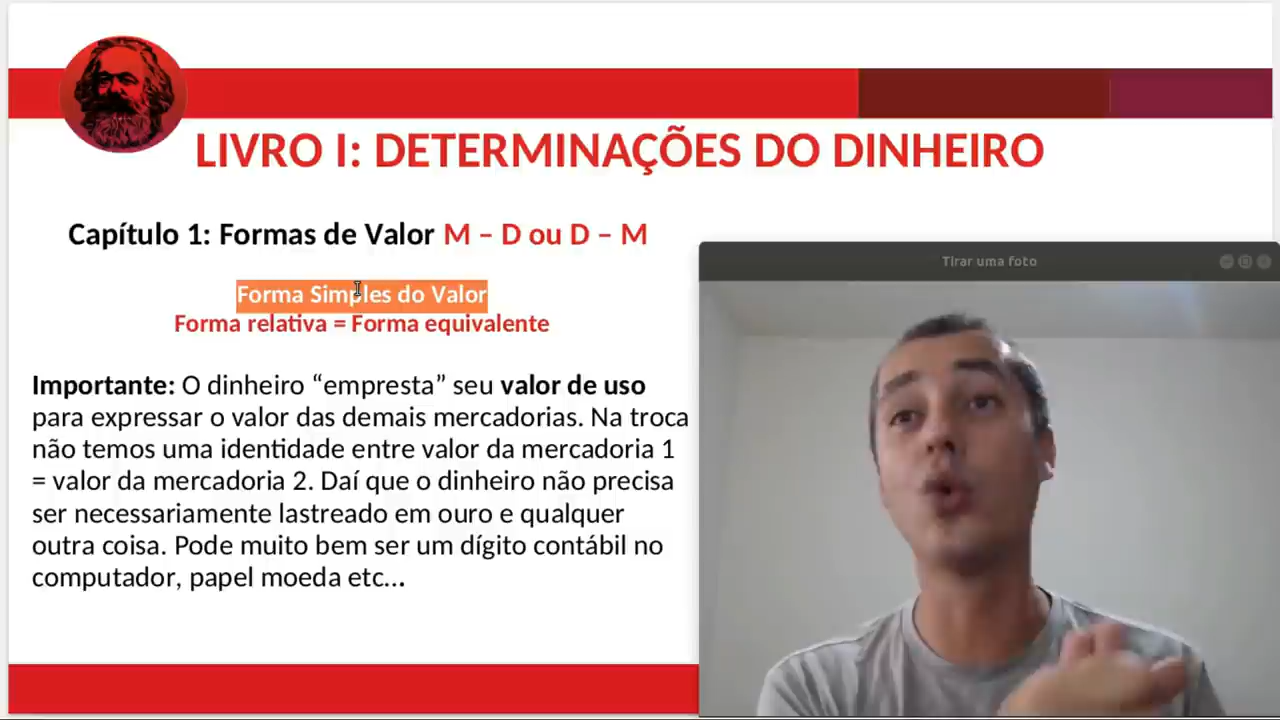 LIVRO I: DETERMINAÇÕES DO DINHEIRO
Capítulo 1: Formas de Valor M – D ou D – M
Forma Simples do Valor
Forma relativa = Forma equivalente
Tirar uma foto
Importante: O dinheiro “empresta” seu valor de uso
para expressar o valor das demais mercadorias. Na troca
não temos uma identidade entre valor da mercadoria 1
= valor da mercadoria 2. Daí que o dinheiro não precisa
ser necessariamente lastreado em ouro e qualquer
outra coisa. Pode muito bem ser um dígito contábil no
computador, papel moeda etc...